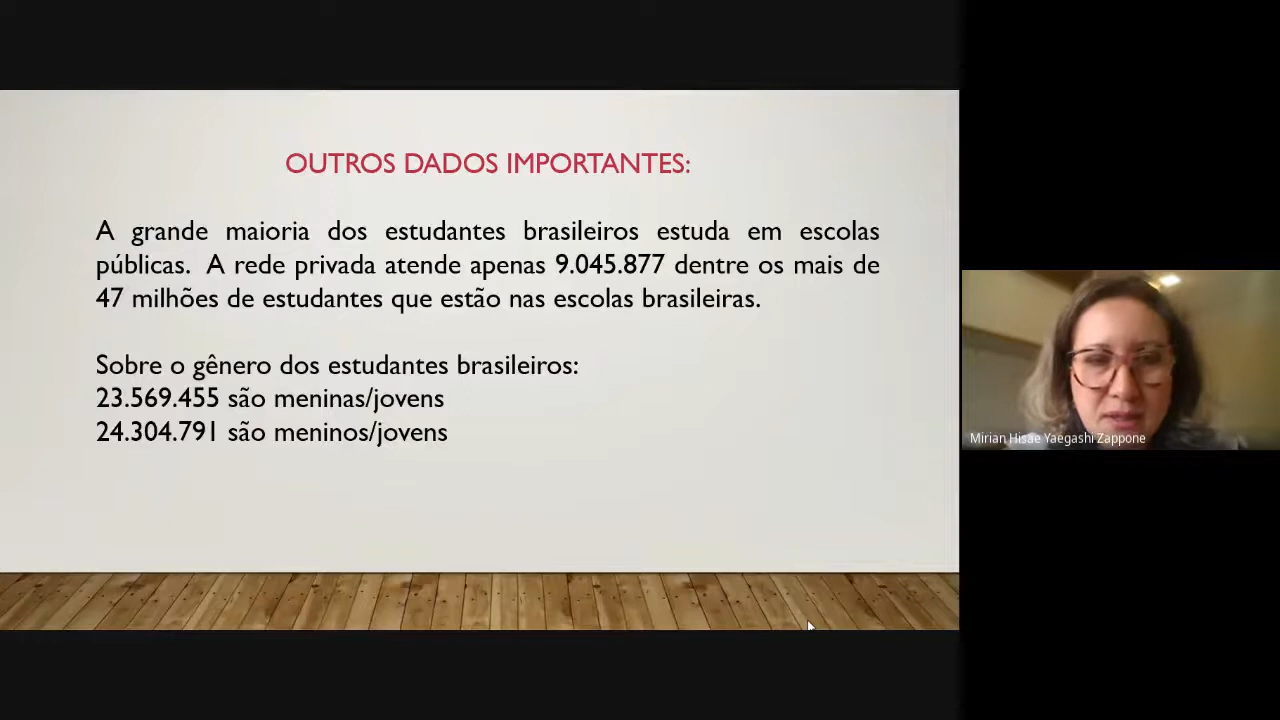 OUTROS DADOS IMPORTANTES:
A grande maioria dos estudantes brasileiros estuda em escolas
públicas. A rede privada atende apenas 9.045.877 dentre os mais de
47 milhões de estudantes que estão nas escolas brasileiras.
Sobre o gênero dos estudantes brasileiros:
23.569.455 são meninas/jovens
24.304.791 são meninos/jovens
Mirian Hisae Yaegashi Zappone